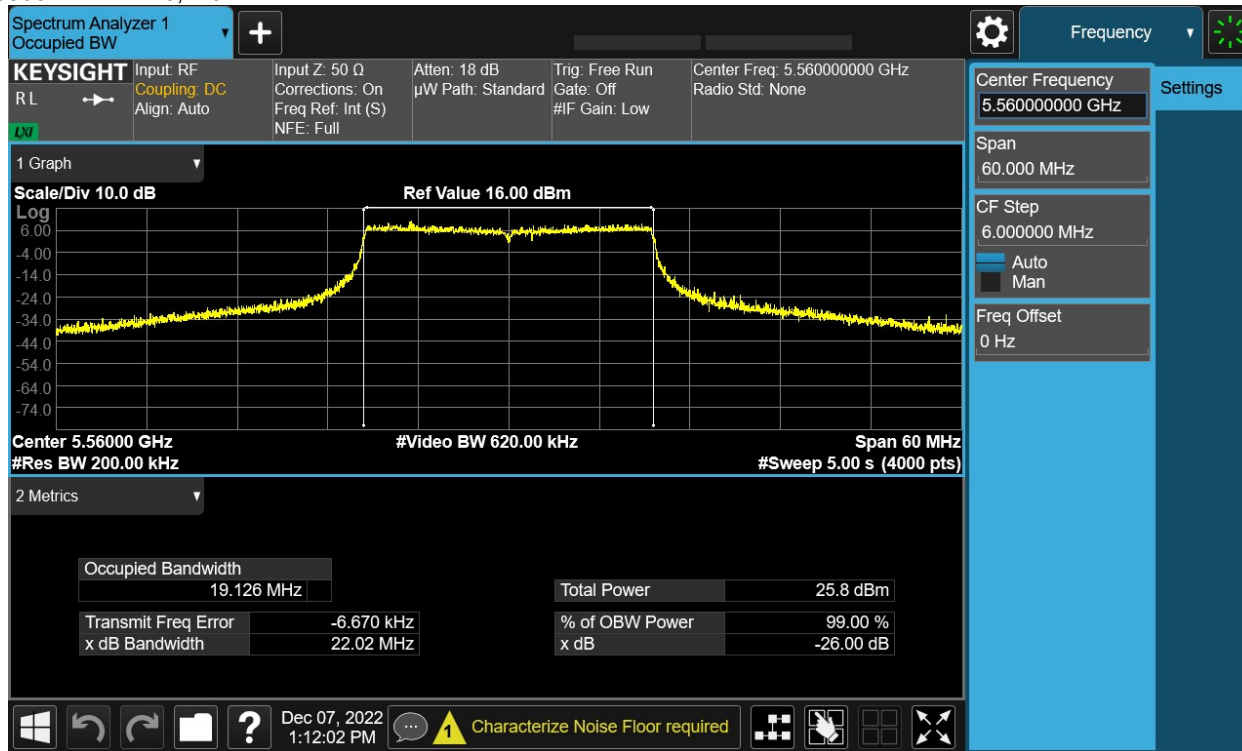 Spectrum Analyzer 1
Occupied BW
Frequency
KEYSIGHT
R L
LXI
Input: RF
Coupling: DC
Align: Auto
Input Z: 50 Ω
Corrections: On
Freq Ref: Int (S)
NFE: Full
Atten: 18 dB
µW Path: Standard
Trig: Free Run
Gate: Off
#IF Gain: Low
Center Freq: 5.560000000 GHz
Radio Std: None
Center Frequency
5.560000000 GHz
Settings
Span
60.000 MHz
CF Step
6.000000 MHz
Auto
Man
Freq Offset
0 Hz
1 Graph
Scale/Div 10.0 dB
Ref Value 16.00 dBm
Log
6.00
-4.00
-14.0
-24.0
-34.0
-44.0
-54.0
-64.0
-74.0
Center 5.56000 GHz
#Video BW 620.00 kHz
Span 60 MHz
#Res BW 200.00 kHz
#Sweep 5.00 s (4000 pts)
2 Metrics
Occupied Bandwidth
19.126 MHz
Total Power 25.8 dBm
Transmit Freq Error -6.670 kHz
% of OBW Power 99.00 %
x dB Bandwidth 22.02 MHz
x dB -26.00 dB
?
Dec 07, 2022
1:12:02 PM
1
Characterize Noise Floor required